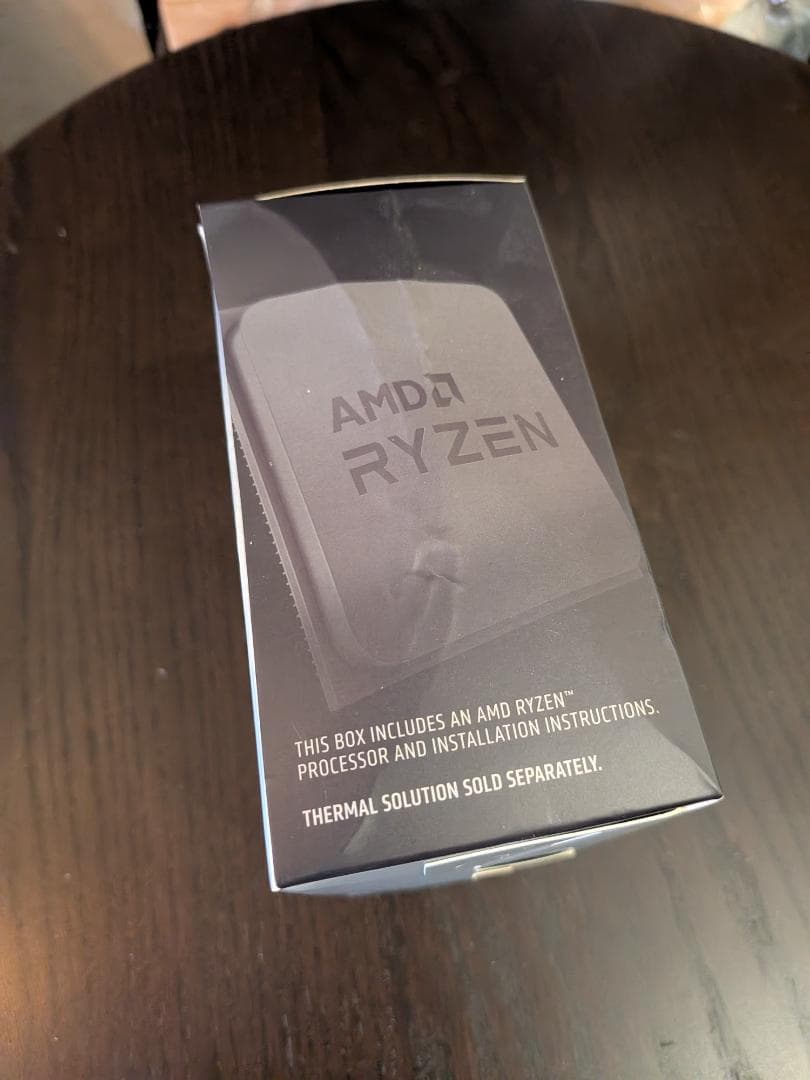 AMD
RYZEN
THIS BOX INCLUDES AN AMD RYZEN™
PROCESSOR AND INSTALLATION INSTRUCTIONS.
THERMAL SOLUTION SOLD SEPARATELY.